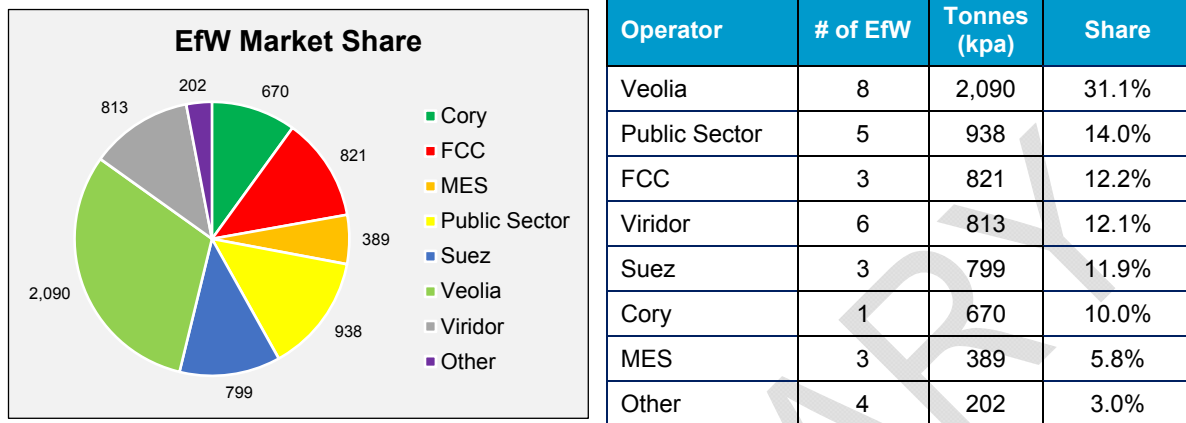 EfW Market Share
202
670
813
821
389
2,090
938
799
Cory
FCC
MES
Public Sector
Suez
Veolia
Viridor
Other
Operator # of EfW Tonnes (kpa) Share
Veolia 8 2,090 31.1%
Public Sector 5 938 14.0%
FCC 3 821 12.2%
Viridor 6 813 12.1%
Suez 3 799 11.9%
Cory 1 670 10.0%
MES 3 389 5.8%
Other 4 202 3.0%